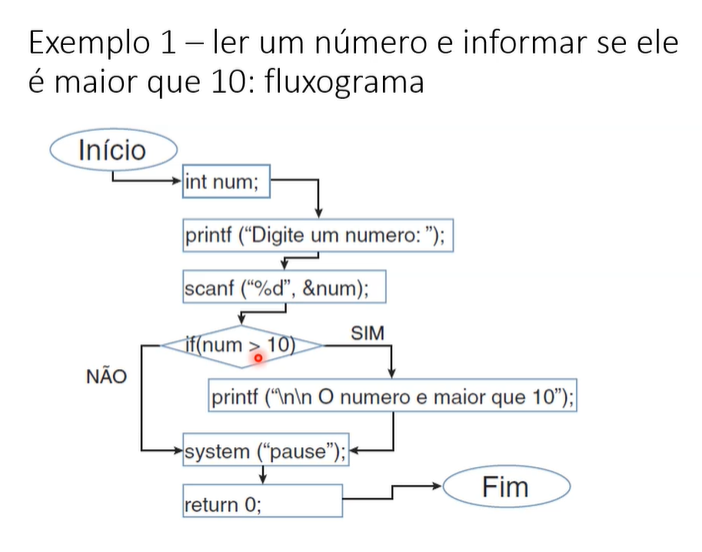 Exemplo 1 – ler um número e informar se ele
é maior que 10: fluxograma
Início
int num;
printf (“Digite um numero: ”);
scanf (“%d”, &num);
if(num > 10)
SIM
NÃO
printf (“\n\n O numero e maior que 10”);
system (“pause”);
return 0;
Fim